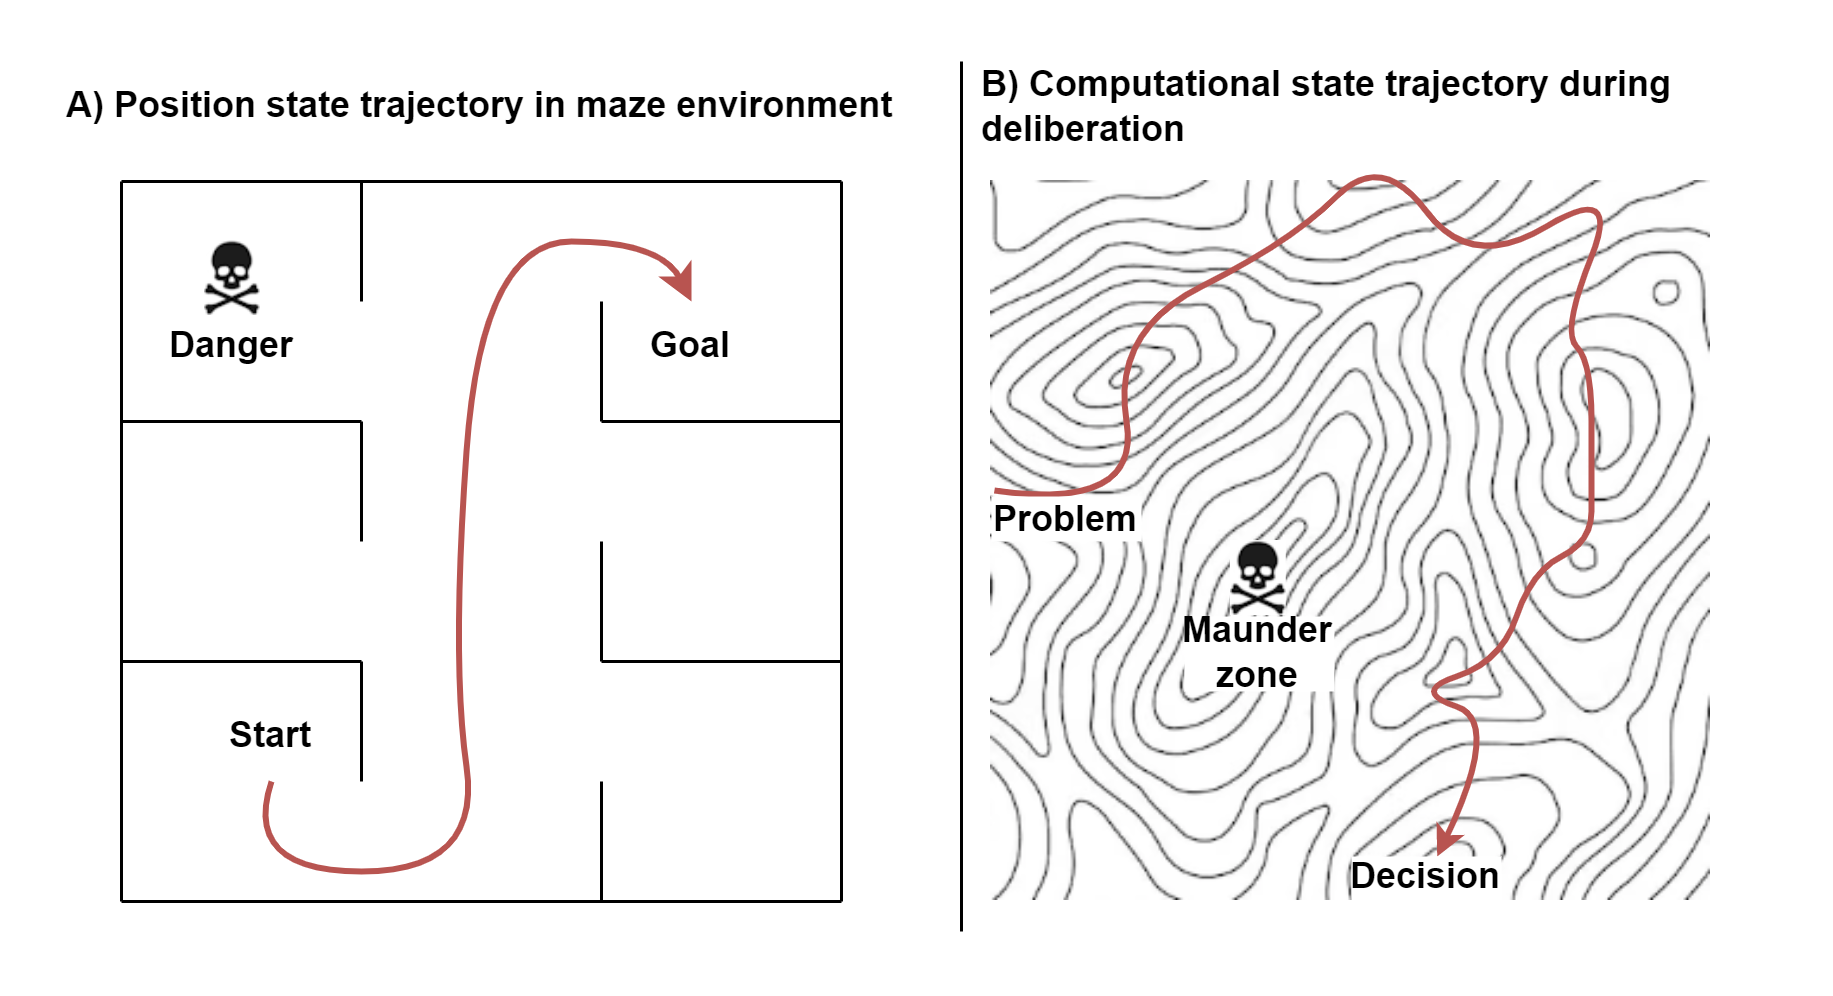 A) Position state trajectory in maze environment
Danger
Goal
Start
B) Computational state trajectory during
deliberation
Problem
Maunder
zone
Decision